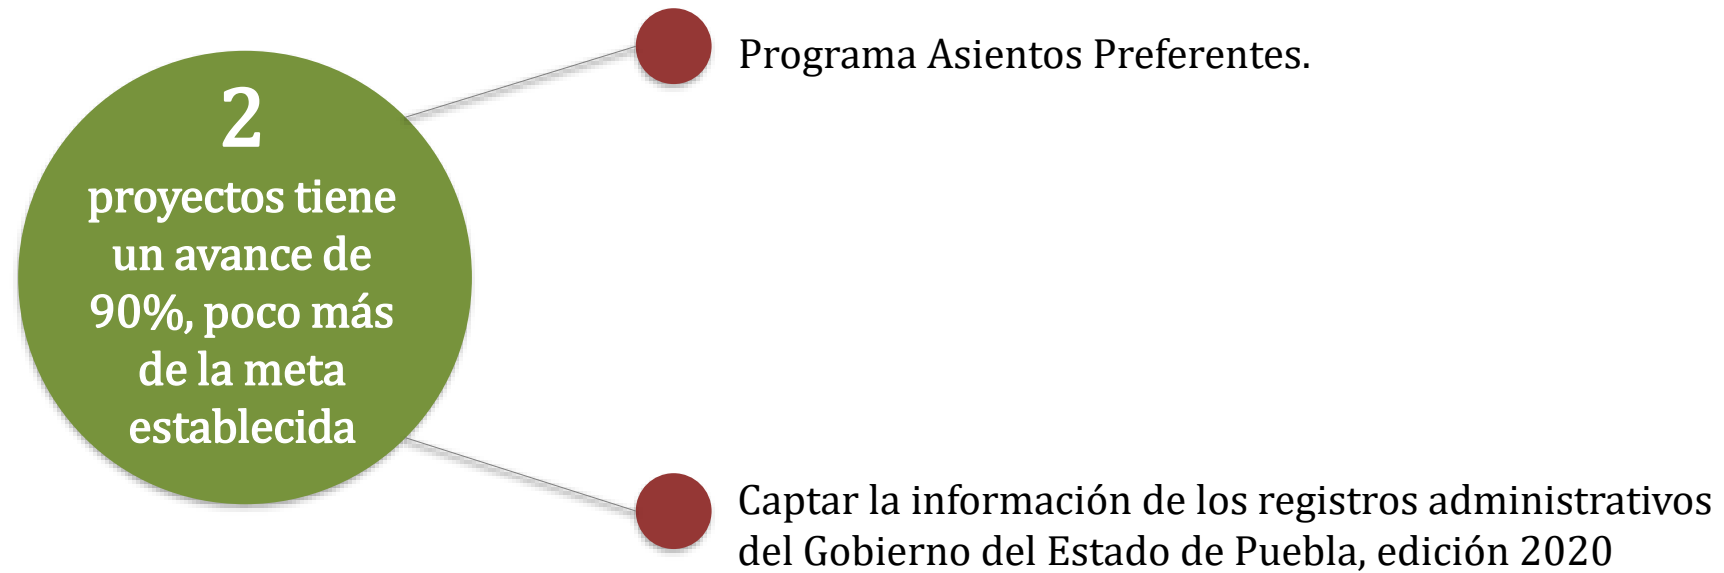 2
proyectos tiene
un avance de
90%, poco más
de la meta
establecida
Programa Asientos Preferentes.
Captar la información de los registros administrativos
del Gobierno del Estado de Puebla, edición 2020